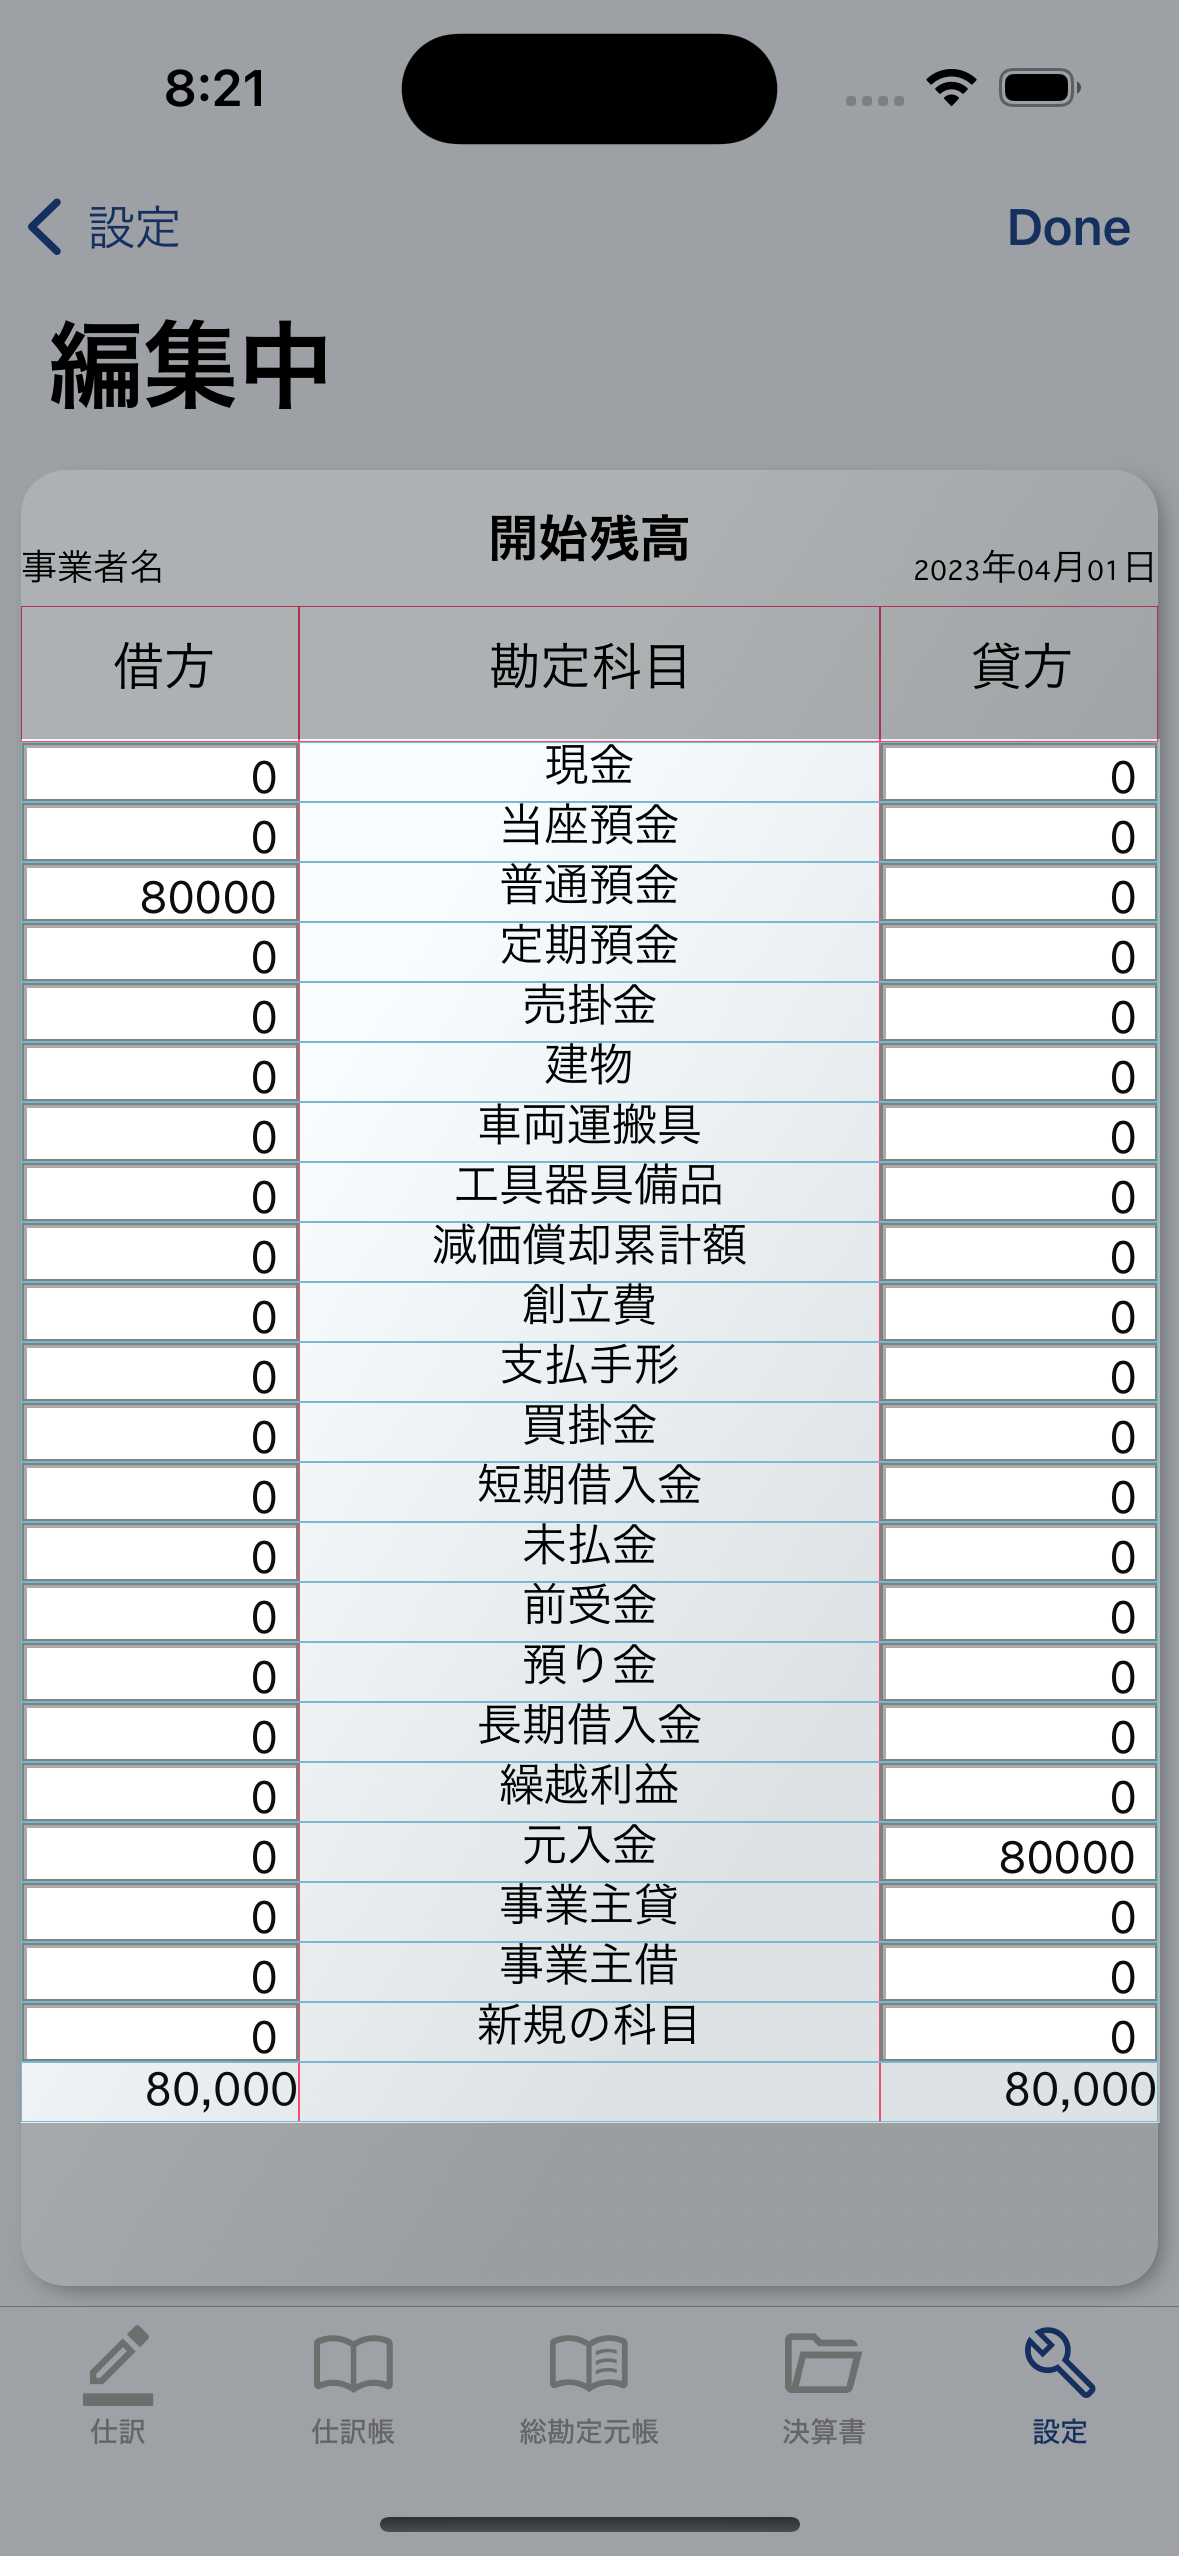 8:21
設定
Done
編集中
開始残高
事業者名
2023年04月01日
借方 勘定科目 貸方
0 現金 0
0 当座預金 0
80000 普通預金 0
0 定期預金 0
0 売掛金 0
0 建物 0
0 車両運搬具 0
0 工具器具備品 0
0 減価償却累計額 0
0 創立費 0
0 支払手形 0
0 買掛金 0
0 短期借入金 0
0 未払金 0
0 前受金 0
0 預り金 0
0 長期借入金 0
0 繰越利益 0
0 元入金 80000
0 事業主貸 0
0 事業主借 0
0 新規の科目 0
80,000 80,000
仕訳 仕訳帳 総勘定元帳 決算書 設定